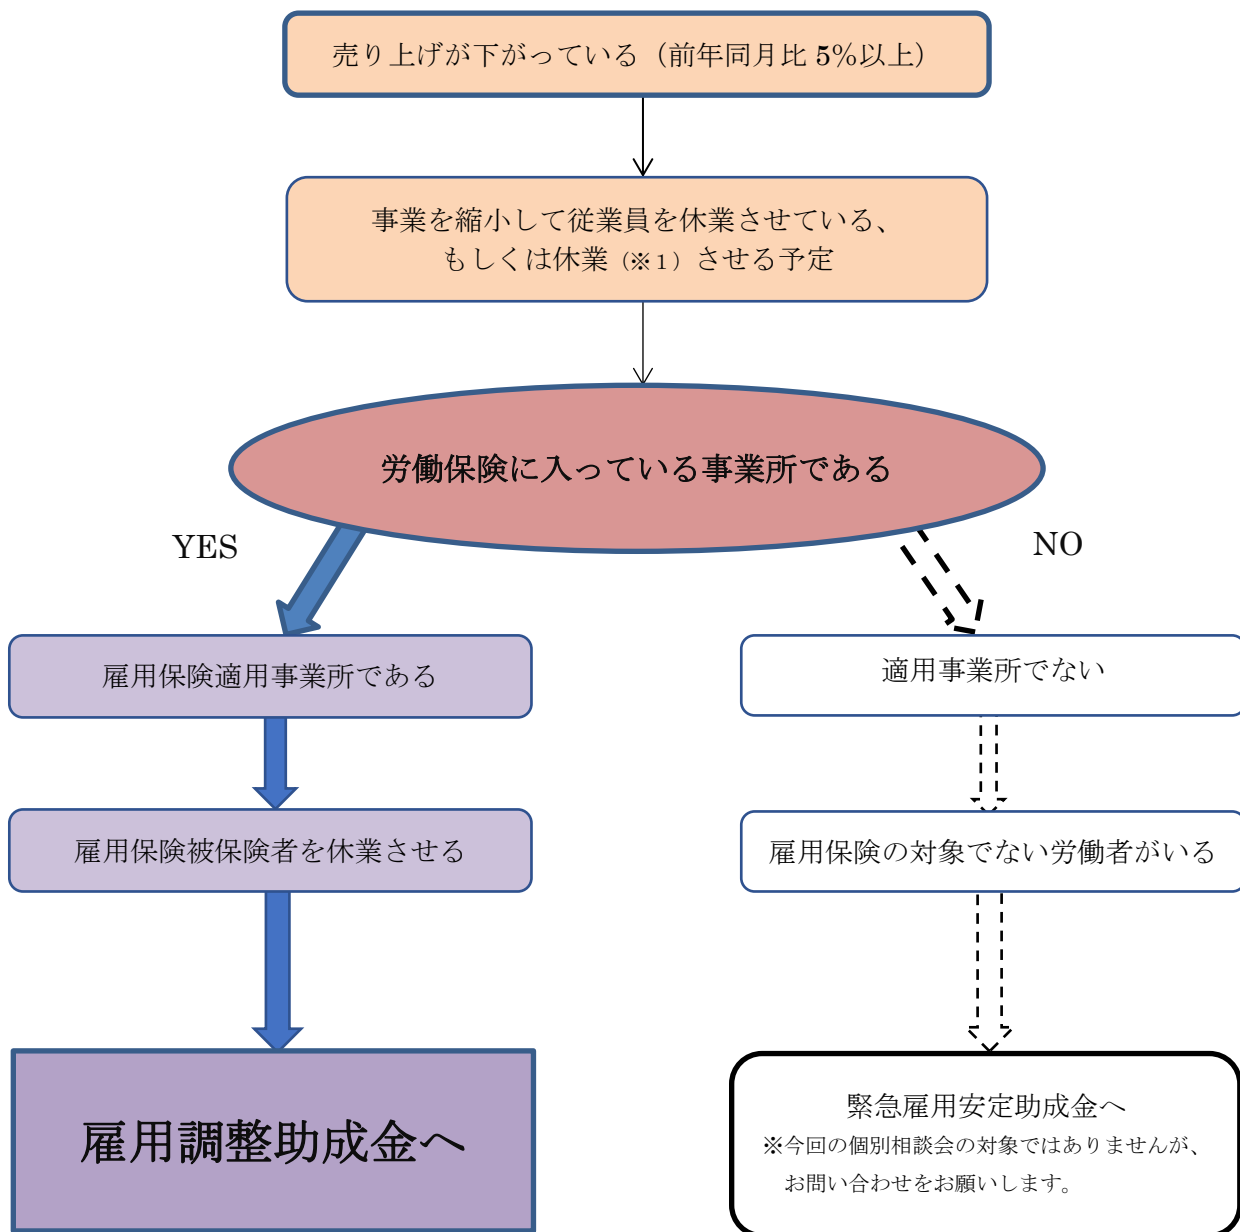 売り上げが下がっている（前年同月比 5%以上）
事業を縮小して従業員を休業させている、
もしくは休業（※１）させる予定
労働保険に入っている事業所である
YES
NO
雇用保険適用事業所である
適用事業所でない
雇用保険被保険者を休業させる
雇用保険の対象でない労働者がいる
雇用調整助成金へ
緊急雇用安定助成金へ
※今回の個別相談会の対象ではありませんが、
お問い合わせをお願いします。